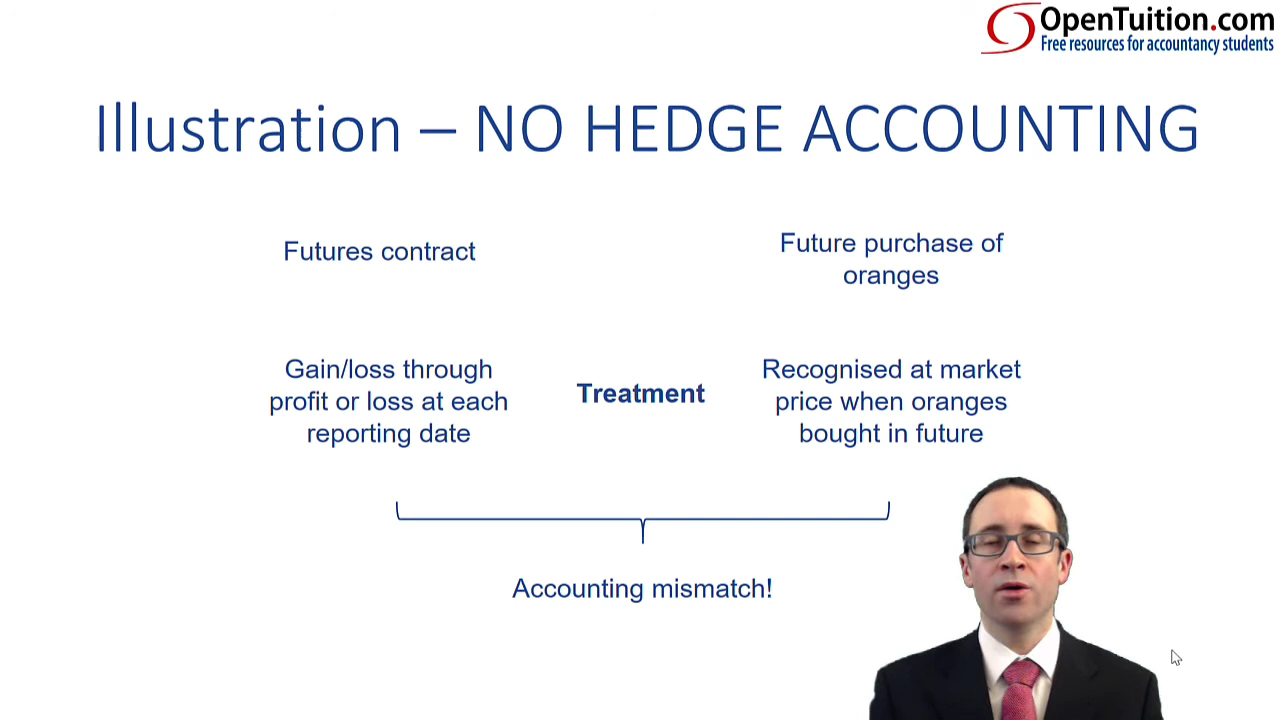 OpenTuition.com
Free resources for accountancy students
Illustration – NO HEDGE ACCOUNTING
Futures contract
Future purchase of
oranges
Gain/loss through
profit or loss at each
reporting date
Treatment
Recognised at market
price when oranges
bought in future
Accounting mismatch!